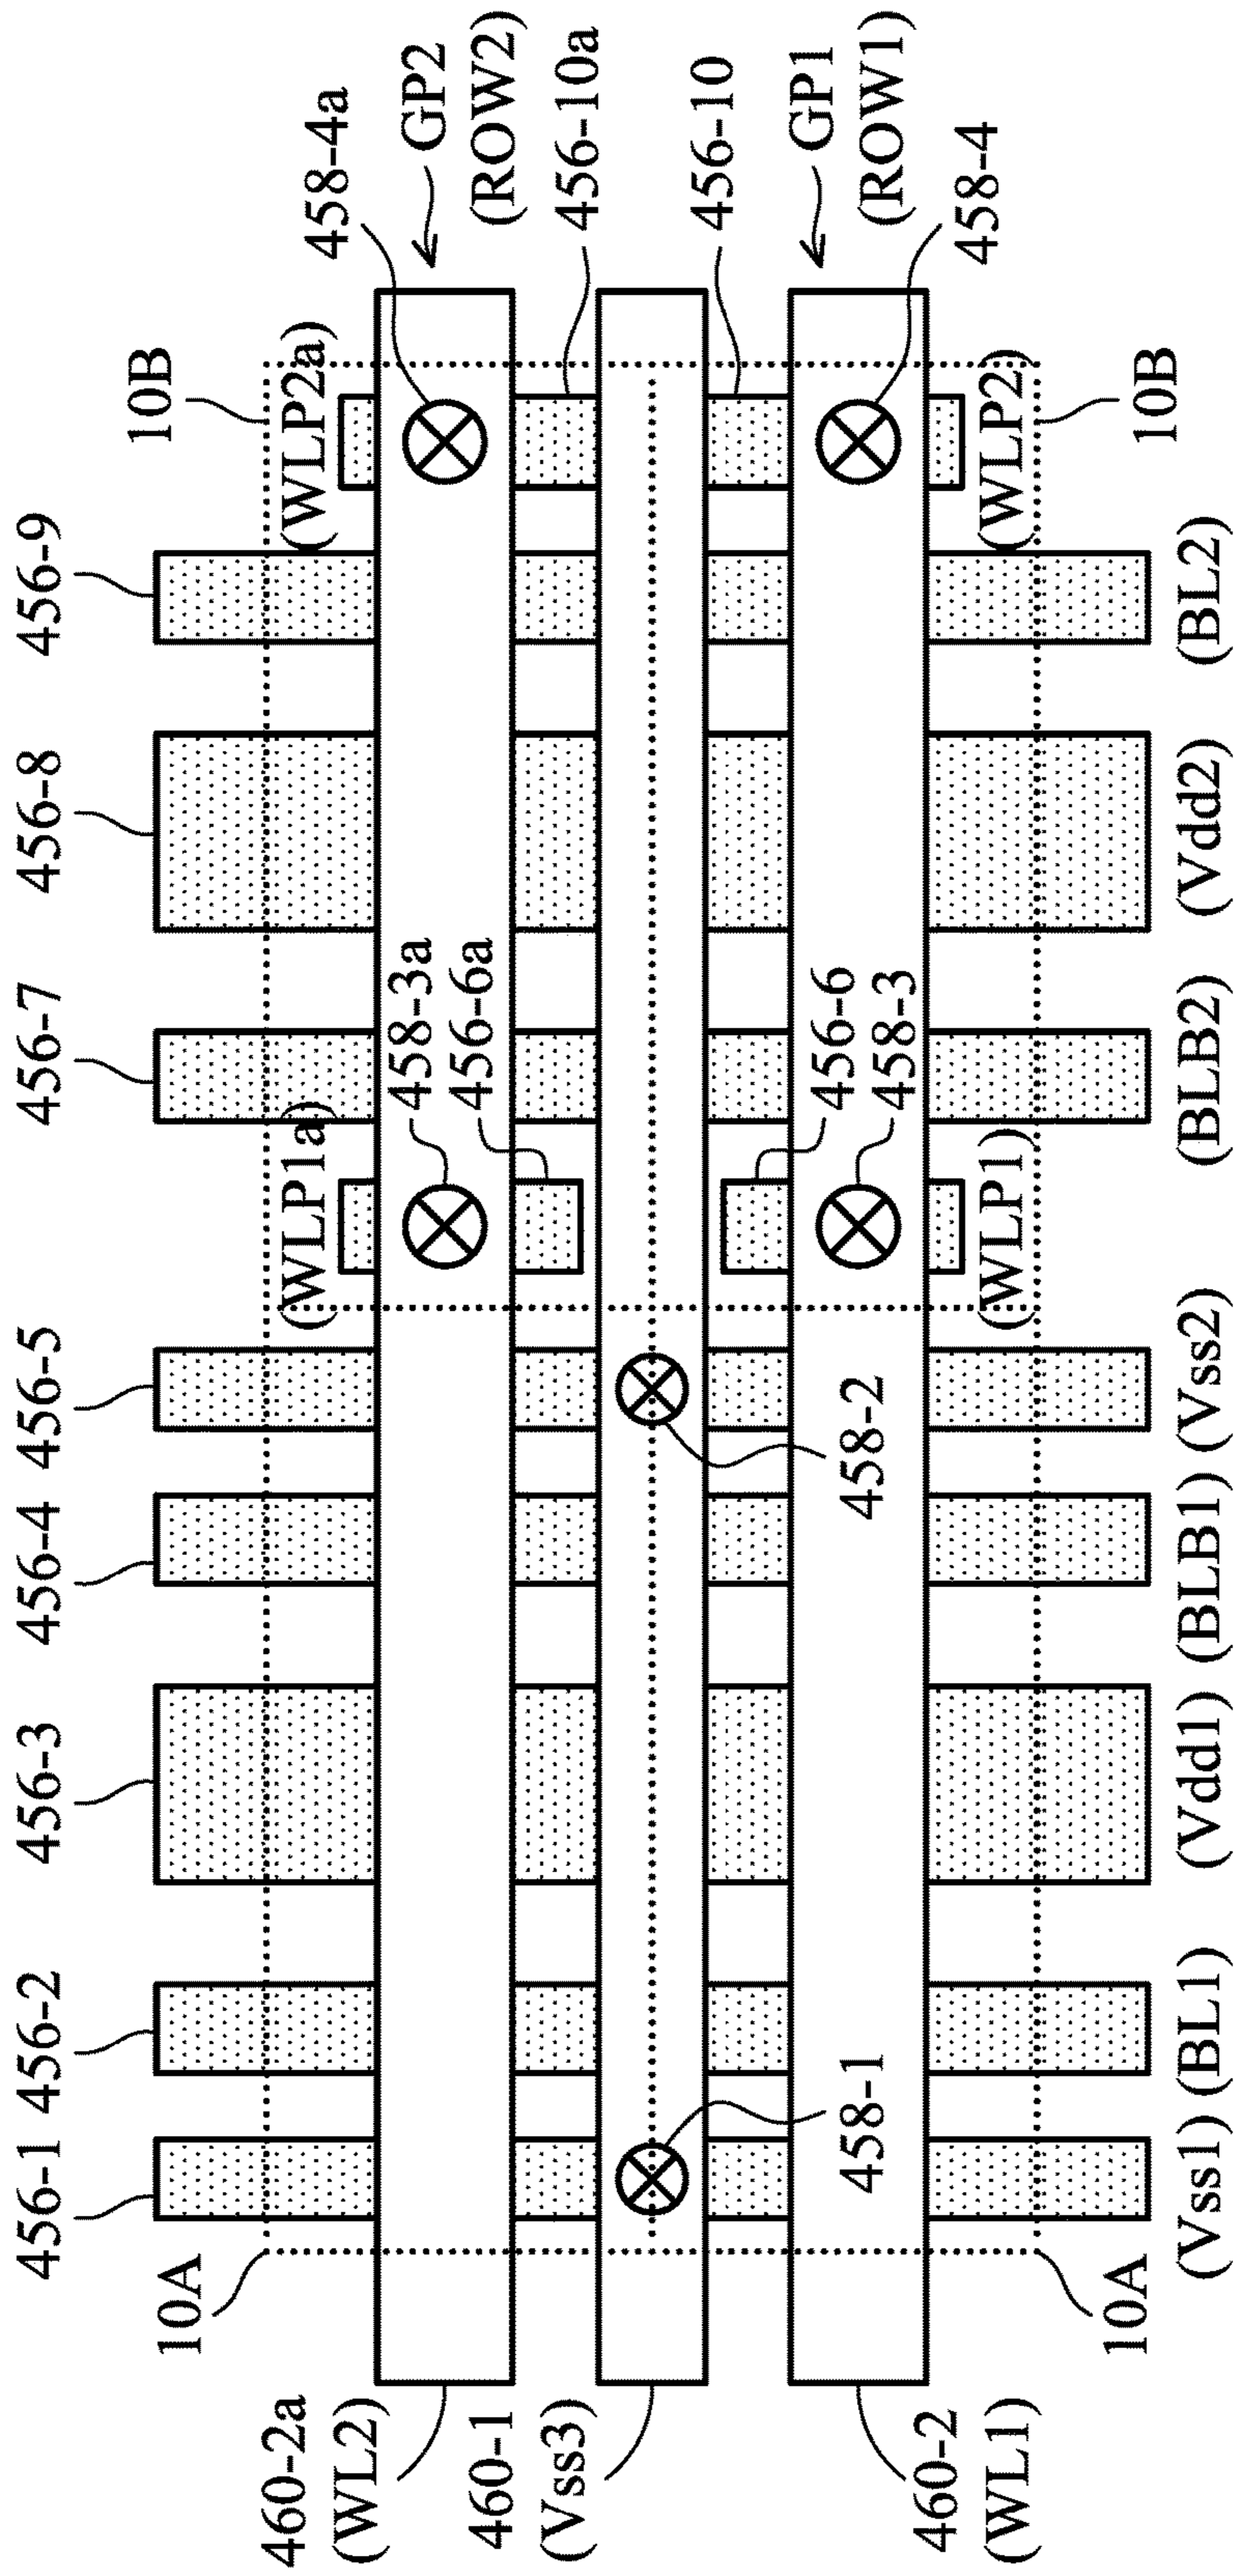 456-1
456-2
456-3
456-4
456-5
456-7
456-8
456-9
10A
10B
(WLP1a)
(WLP2a)
458-4a
GP2
(ROW2)
460-2a
(WL2)
458-3a
456-6a
456-10a
460-1
(Vss3)
456-10
456-6
458-3
GP1
(ROW1)
458-1
458-2
458-4
460-2
(WL1)
(WLP1)
(WLP2)
10A
10B
(Vss1)
(BL1)
(Vdd1)
(BLB1)
(Vss2)
(BLB2)
(Vdd2)
(BL2)